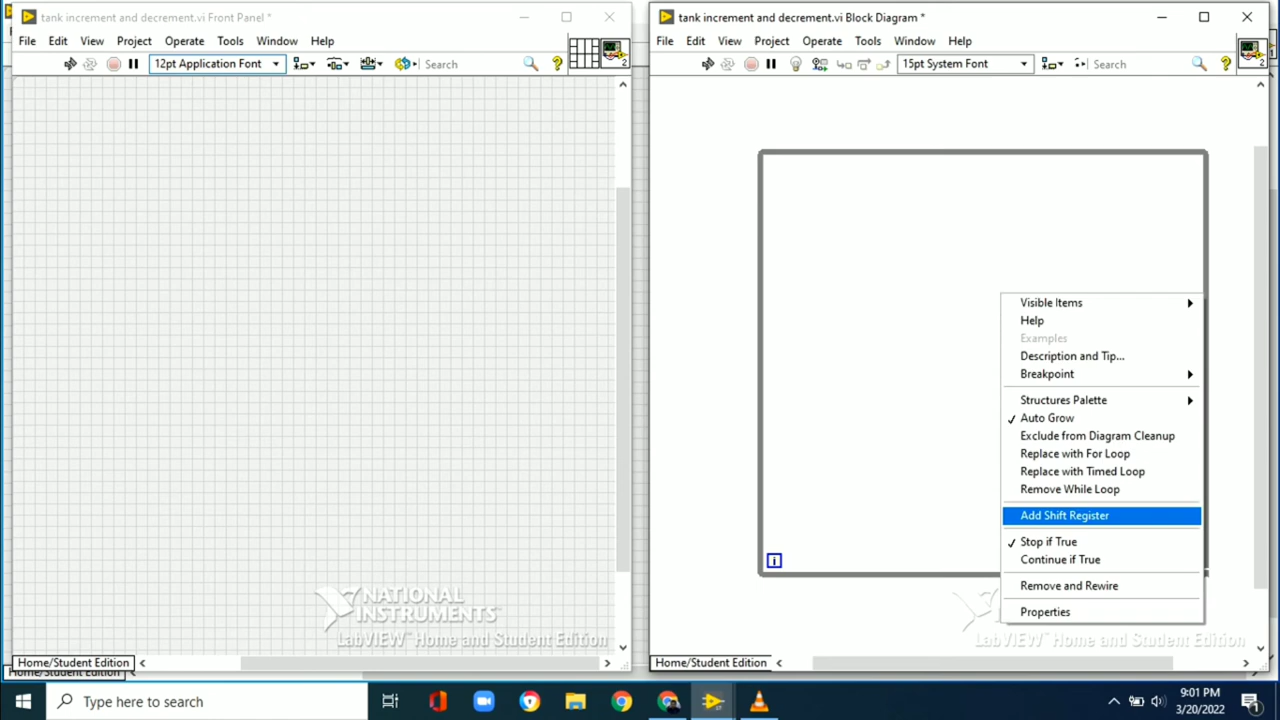 tank increment and decrement.vi Front Panel *
File Edit View Project Operate Tools Window Help
12pt Application Font
Search
2
NATIONAL
INSTRUMENTS
LabVIEW™ Home and Student Edition
Home/Student Edition
Home/Student Edition
tank increment and decrement.vi Block Diagram *
File Edit View Project Operate Tools Window Help
15pt System Font
Search
2
i
Visible Items
Help
Examples
Description and Tip...
Breakpoint
Structures Palette
Auto Grow
Exclude from Diagram Cleanup
Replace with For Loop
Replace with Timed Loop
Remove While Loop
Add Shift Register
Stop if True
Continue if True
Remove and Rewire
Properties
LabVIEW™ Home and Student Edition
Home/Student Edition
Type here to search
9:01 PM
3/20/2022
1